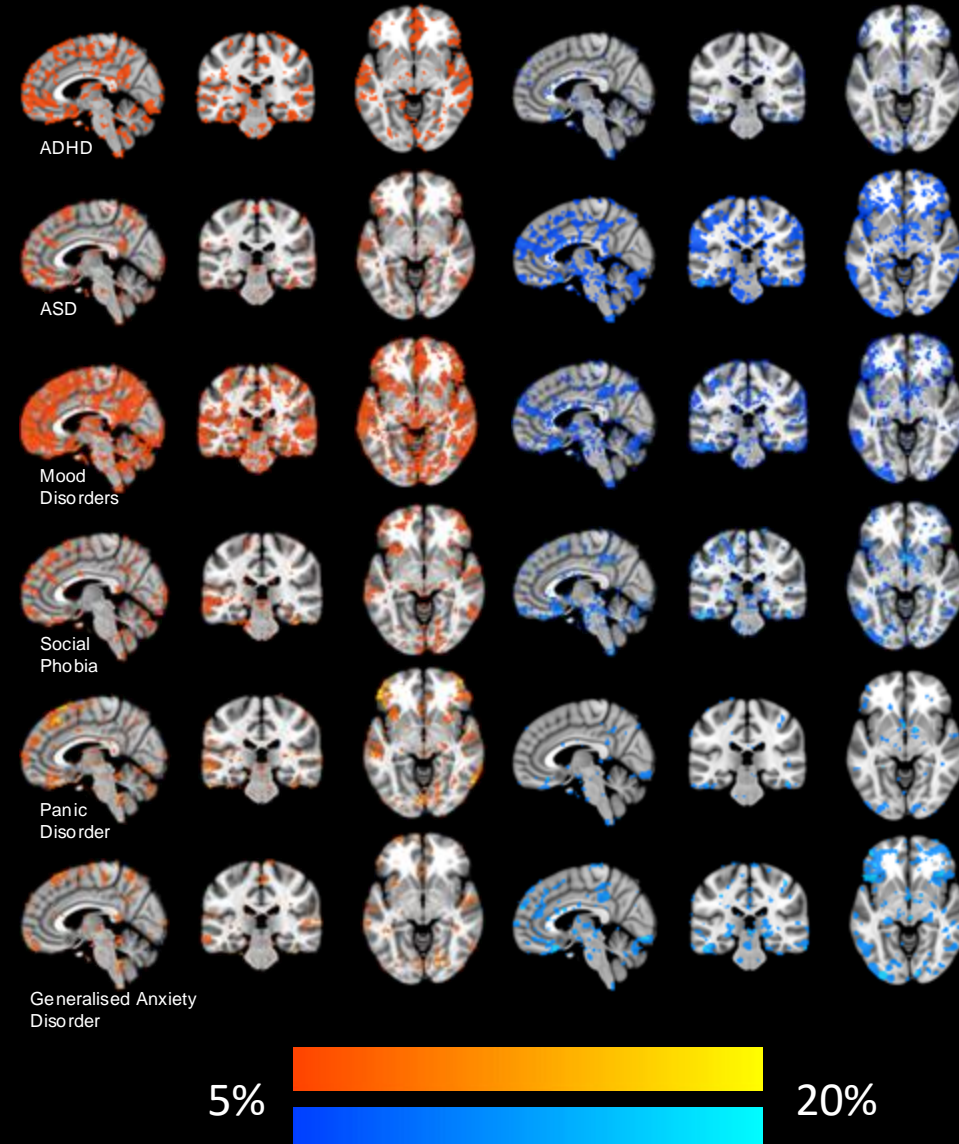 ADHD
ASD
Mood
Disorders
Social
Phobia
Panic
Disorder
Generalised Anxiety
Disorder
5%
20%